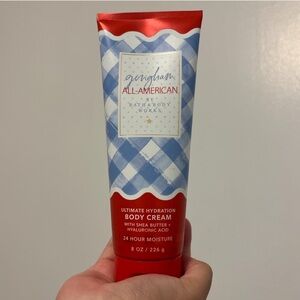 gingham
ALL-AMERICAN
BY
BATH & BODY
WORKS
ULTIMATE HYDRATION
BODY CREAM
WITH SHEA BUTTER +
HYALURONIC ACID
24 HOUR MOISTURE
8 OZ / 226 g